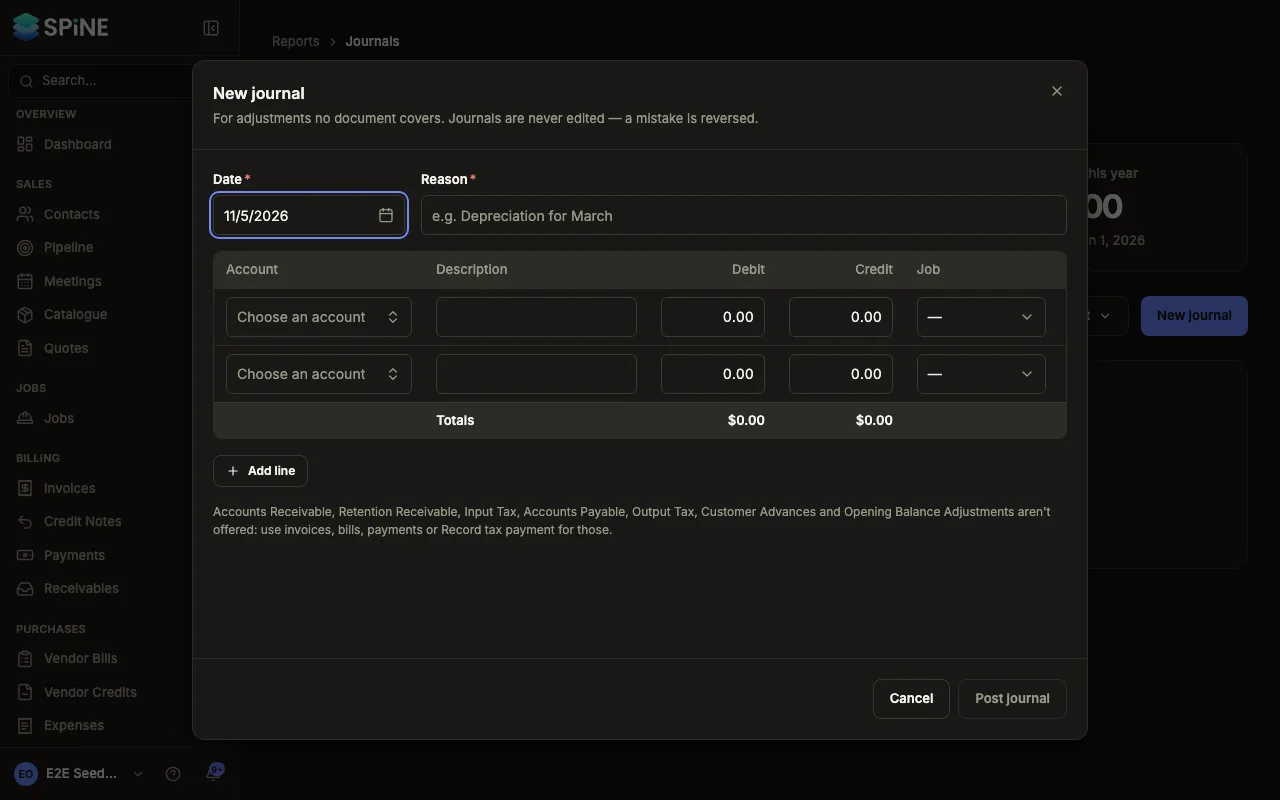 SPiNE
Reports > Journals
Search...
OVERVIEW
Dashboard
SALES
Contacts
Pipeline
Meetings
Catalogue
Quotes
JOBS
Jobs
BILLING
Invoices
Credit Notes
Payments
Receivables
PURCHASES
Vendor Bills
Vendor Credits
Expenses
EO E2E Seed...
9+
New journal
For adjustments no document covers. Journals are never edited — a mistake is reversed.
Date* Reason*
11/5/2026 e.g. Depreciation for March
Account Description Debit Credit Job
Choose an account 0.00 0.00 —
Choose an account 0.00 0.00 —
Totals $0.00 $0.00
+ Add line
Accounts Receivable, Retention Receivable, Input Tax, Accounts Payable, Output Tax, Customer Advances and Opening Balance Adjustments aren't
offered: use invoices, bills, payments or Record tax payment for those.
Cancel Post journal
his year
00
n 1, 2026
New journal